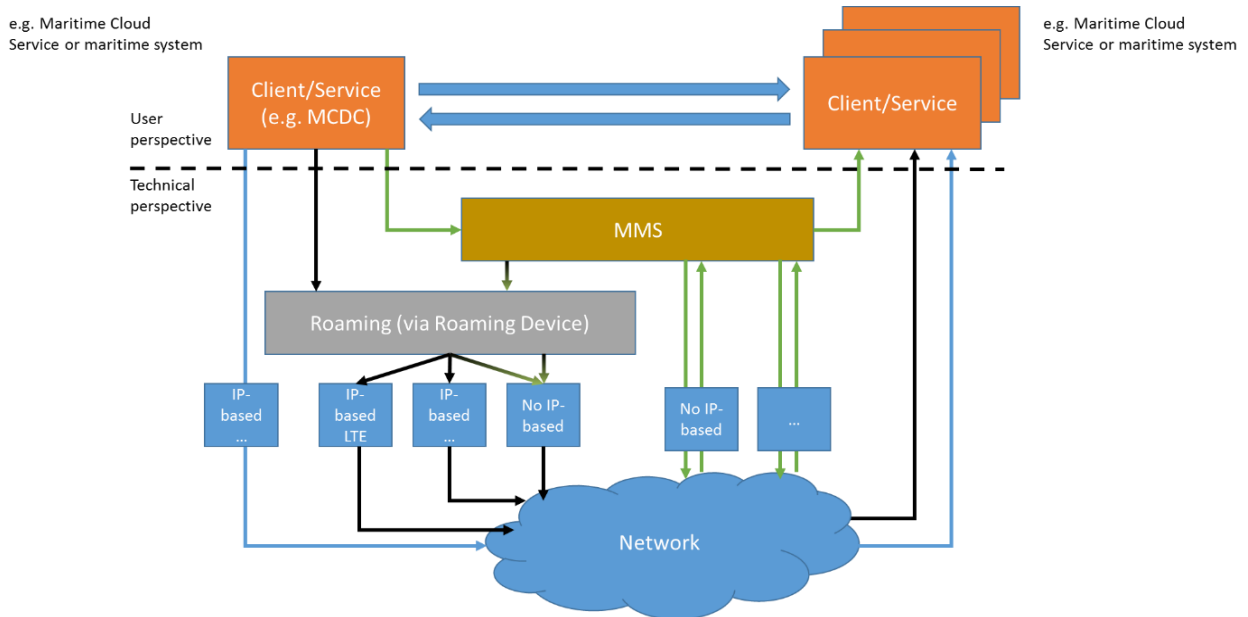 e.g. Maritime Cloud
Service or maritime system
e.g. Maritime Cloud
Service or maritime system
Client/Service
(e.g. MCDC)
Client/Service
User
perspective
Technical
perspective
MMS
Roaming (via Roaming Device)
IP-
based
...
IP-
based
LTE
IP-
based
...
No IP-
based
No IP-
based
...
Network